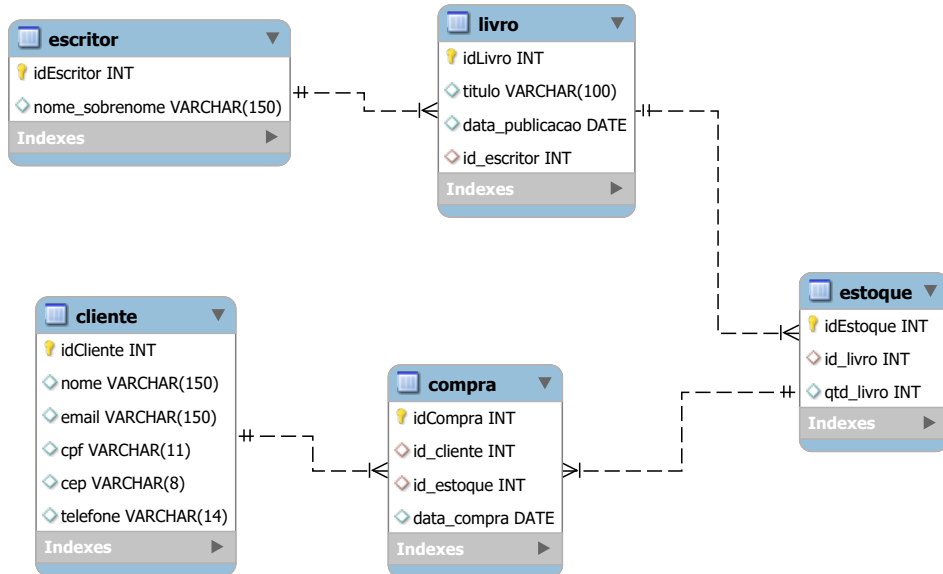 escritor
idEscritor INT
nome_sobrenome VARCHAR(150)
Indexes
livro
idLivro INT
titulo VARCHAR(100)
data_publicacao DATE
id_escritor INT
Indexes
cliente
idCliente INT
nome VARCHAR(150)
email VARCHAR(150)
cpf VARCHAR(11)
cep VARCHAR(8)
telefone VARCHAR(14)
Indexes
compra
idCompra INT
id_cliente INT
id_estoque INT
data_compra DATE
Indexes
estoque
idEstoque INT
id_livro INT
qtd_livro INT
Indexes